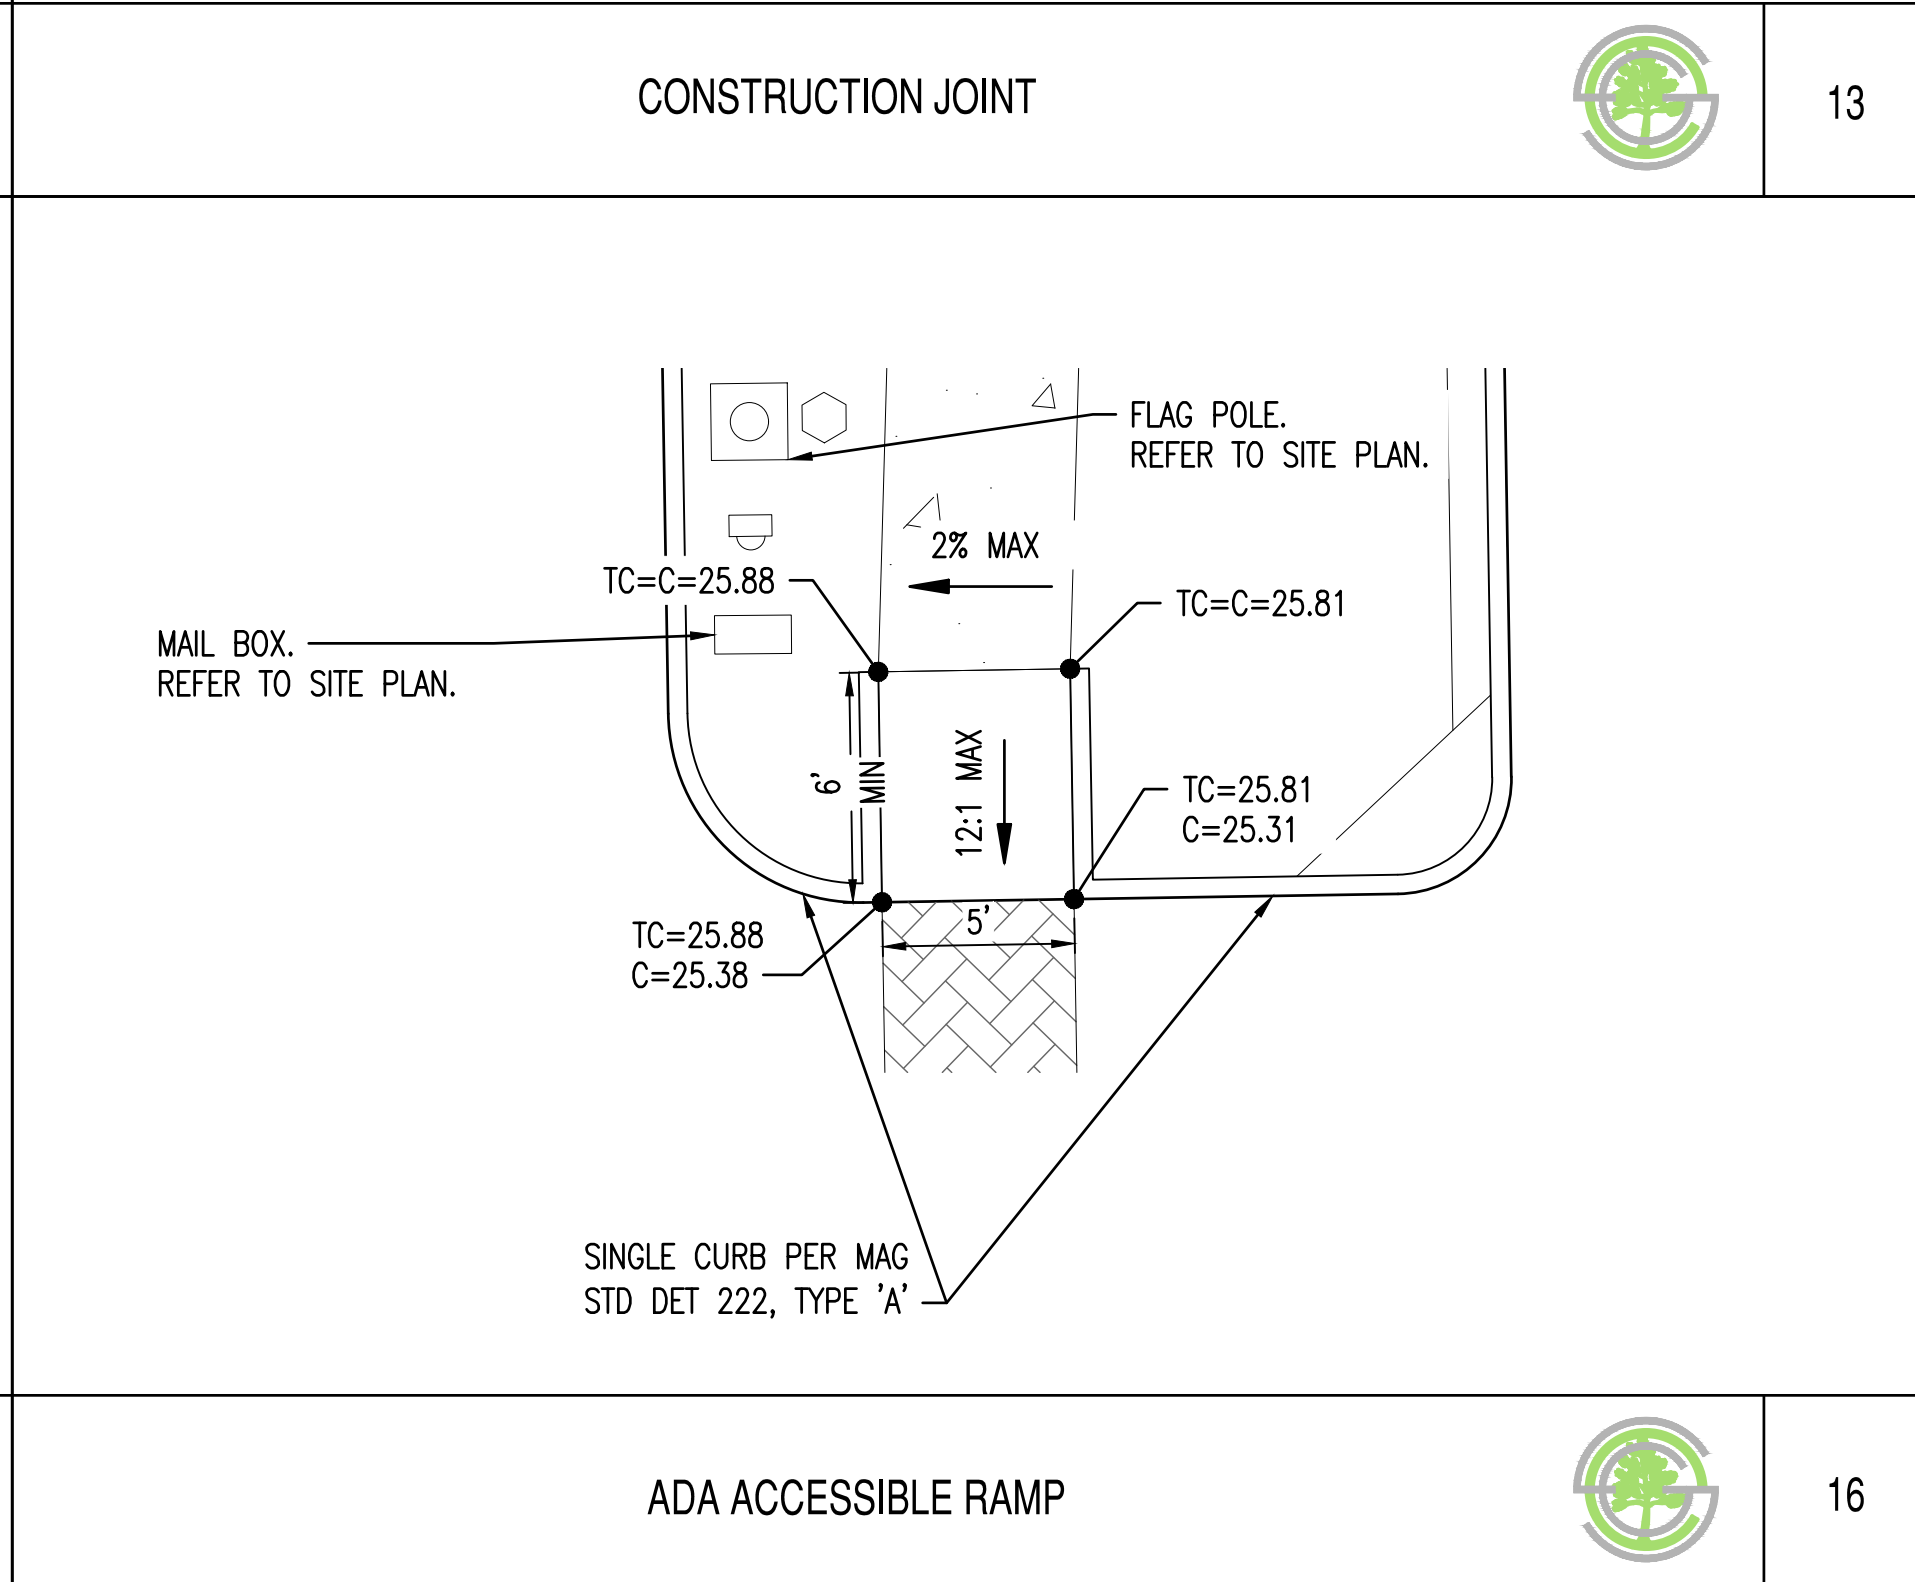 CONSTRUCTION JOINT
13
FLAG POLE.
REFER TO SITE PLAN.
2% MAX
TC=C=25.88
TC=C=25.81
MAIL BOX.
REFER TO SITE PLAN.
6'
MIN
12:1 MAX
TC=25.81
C=25.31
5'
TC=25.88
C=25.38
SINGLE CURB PER MAG
STD DET 222, TYPE 'A'
ADA ACCESSIBLE RAMP
16